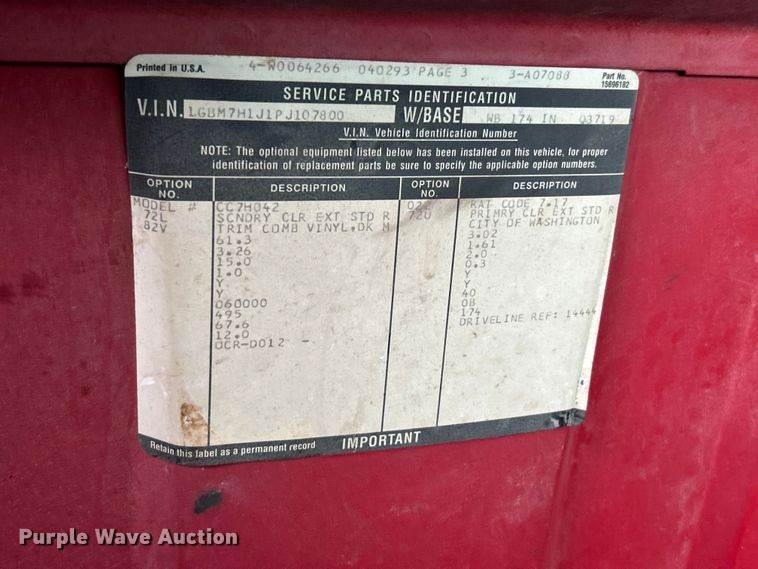 Printed in U.S.A. 4-W0064266 040293 PAGE 3 3-A07088 Part No. 15696182
SERVICE PARTS IDENTIFICATION
V.I.N. 1GBM7H1J1PJ107800 W/BASE WB 174 IN 03719
V.I.N. Vehicle Identification Number
NOTE: The optional equipment listed below has been installed on this vehicle, for proper
identification of replacement parts be sure to specify the applicable option numbers.
OPTION NO. DESCRIPTION OPTION NO. DESCRIPTION
MODEL # CC7H042 022 RAT CODE 7.17
72L SCNDRY CLR EXT STD R 72U PRIMRY CLR EXT STD R
82V TRIM COMB VINYL,DK M CITY OF WASHINGTON
61.3 3.02
3.26 1.61
15.0 2.0
1.0 0.3
Y Y
Y Y
060000 40
495 0B
67.6 174
12.0 DRIVELINE REF: 14444
OCR-D012 -
Retain this label as a permanent record IMPORTANT
Purple Wave Auction